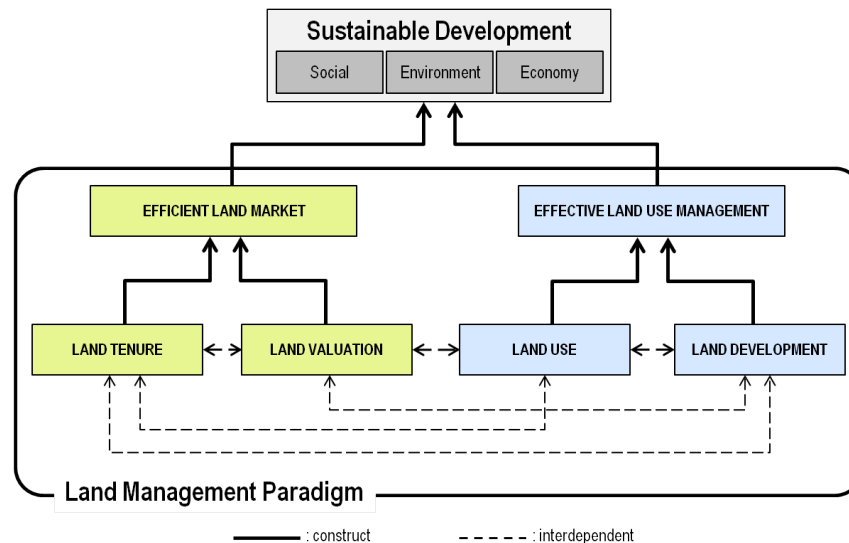 Sustainable Development
Social
Environment
Economy
EFFICIENT LAND MARKET
EFFECTIVE LAND USE MANAGEMENT
LAND TENURE
LAND VALUATION
LAND USE
LAND DEVELOPMENT
Land Management Paradigm
: construct
: interdependent